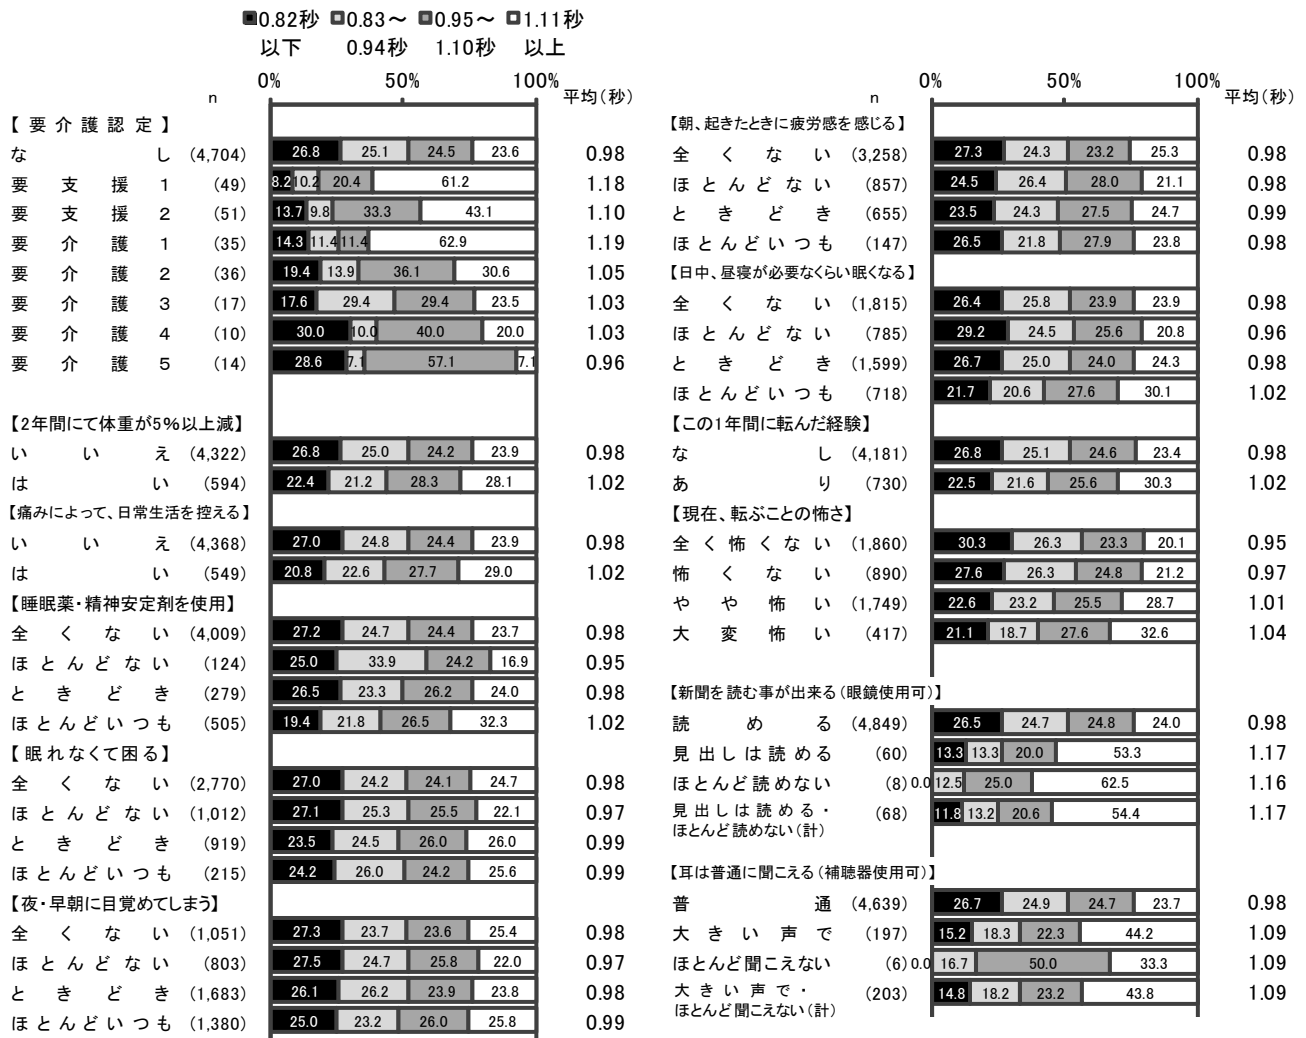 ■0.82秒以下 ■0.83～0.94秒 ■0.95～1.10秒 □1.11秒以上
n 0% 50% 100% 平均（秒）
【要介護認定】
なし (4,704) 26.8 25.1 24.5 23.6 0.98
要支援1 (49) 8.2 10.2 20.4 61.2 1.18
要支援2 (51) 13.7 9.8 33.3 43.1 1.10
要介護1 (35) 14.3 11.4 11.4 62.9 1.19
要介護2 (36) 19.4 13.9 36.1 30.6 1.05
要介護3 (17) 17.6 29.4 29.4 23.5 1.03
要介護4 (10) 30.0 10.0 40.0 20.0 1.03
要介護5 (14) 28.6 7.1 57.1 7.1 0.96
【2年間にて体重が5%以上減】
いいえ (4,322) 26.8 25.0 24.2 23.9 0.98
はい (594) 22.4 21.2 28.3 28.1 1.02
【痛みによって、日常生活を控える】
いいえ (4,368) 27.0 24.8 24.4 23.9 0.98
はい (549) 20.8 22.6 27.7 29.0 1.02
【睡眠薬・精神安定剤を使用】
全くない (4,009) 27.2 24.7 24.4 23.7 0.98
ほとんどない (124) 25.0 33.9 24.2 16.9 0.95
ときどき (279) 26.5 23.3 26.2 24.0 0.98
ほとんどいつも (505) 19.4 21.8 26.5 32.3 1.02
【眠れなくて困る】
全くない (2,770) 27.0 24.2 24.1 24.7 0.98
ほとんどない (1,012) 27.1 25.3 25.5 22.1 0.97
ときどき (919) 23.5 24.5 26.0 26.0 0.99
ほとんどいつも (215) 24.2 26.0 24.2 25.6 0.99
【夜・早朝に目覚めてしまう】
全くない (1,051) 27.3 23.7 23.6 25.4 0.98
ほとんどない (803) 27.5 24.7 25.8 22.0 0.97
ときどき (1,683) 26.1 26.2 23.9 23.8 0.98
ほとんどいつも (1,380) 25.0 23.2 26.0 25.8 0.99
n 0% 50% 100% 平均（秒）
【朝、起きたときに疲労感を感じる】
全くない (3,258) 27.3 24.3 23.2 25.3 0.98
ほとんどない (857) 24.5 26.4 28.0 21.1 0.98
ときどき (655) 23.5 24.3 27.5 24.7 0.99
ほとんどいつも (147) 26.5 21.8 27.9 23.8 0.98
【日中、昼寝が必要なくらい眠くなる】
全くない (1,815) 26.4 25.8 23.9 23.9 0.98
ほとんどない (785) 29.2 24.5 25.6 20.8 0.96
ときどき (1,599) 26.7 25.0 24.0 24.3 0.98
ほとんどいつも (718) 21.7 20.6 27.6 30.1 1.02
【この1年間に転んだ経験】
なし (4,181) 26.8 25.1 24.6 23.4 0.98
あり (730) 22.5 21.6 25.6 30.3 1.02
【現在、転ぶことの怖さ】
全く怖くない (1,860) 30.3 26.3 23.3 20.1 0.95
怖くない (890) 27.6 26.3 24.8 21.2 0.97
やや怖い (1,749) 22.6 23.2 25.5 28.7 1.01
大変怖い (417) 21.1 18.7 27.6 32.6 1.04
【新聞を読む事が出来る（眼鏡使用可）】
読める (4,849) 26.5 24.7 24.8 24.0 0.98
見出しは読める (60) 13.3 13.3 20.0 53.3 1.17
ほとんど読めない (8) 0.0 12.5 25.0 62.5 1.16
見出しは読める・
ほとんど読めない（計） (68) 11.8 13.2 20.6 54.4 1.17
【耳は普通に聞こえる（補聴器使用可）】
普通 (4,639) 26.7 24.9 24.7 23.7 0.98
大きい声で (197) 15.2 18.3 22.3 44.2 1.09
ほとんど聞こえない (6) 0.0 16.7 50.0 33.3 1.09
大きい声で・
ほとんど聞こえない（計） (203) 14.8 18.2 23.2 43.8 1.09